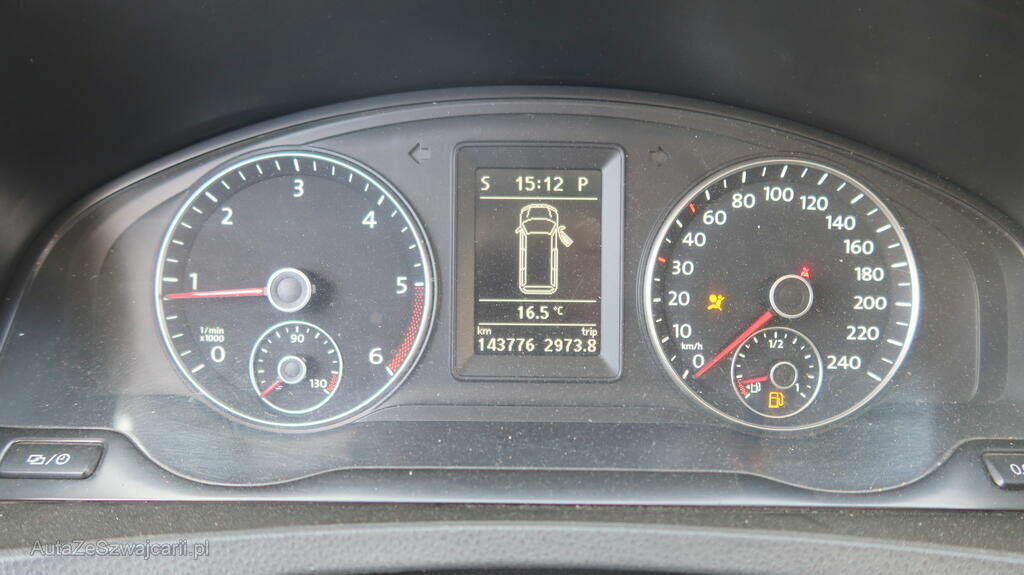 0 1 2 3 4 5 6
1/min
x1000
90
130
S 15:12 P
16.5 °C
km trip
143776 2973.8
0 10 20 30 40 60 80 100 120 140 160 180 200 220 240
km/h
1/2
1
AutaZeSzwajcarii.pl